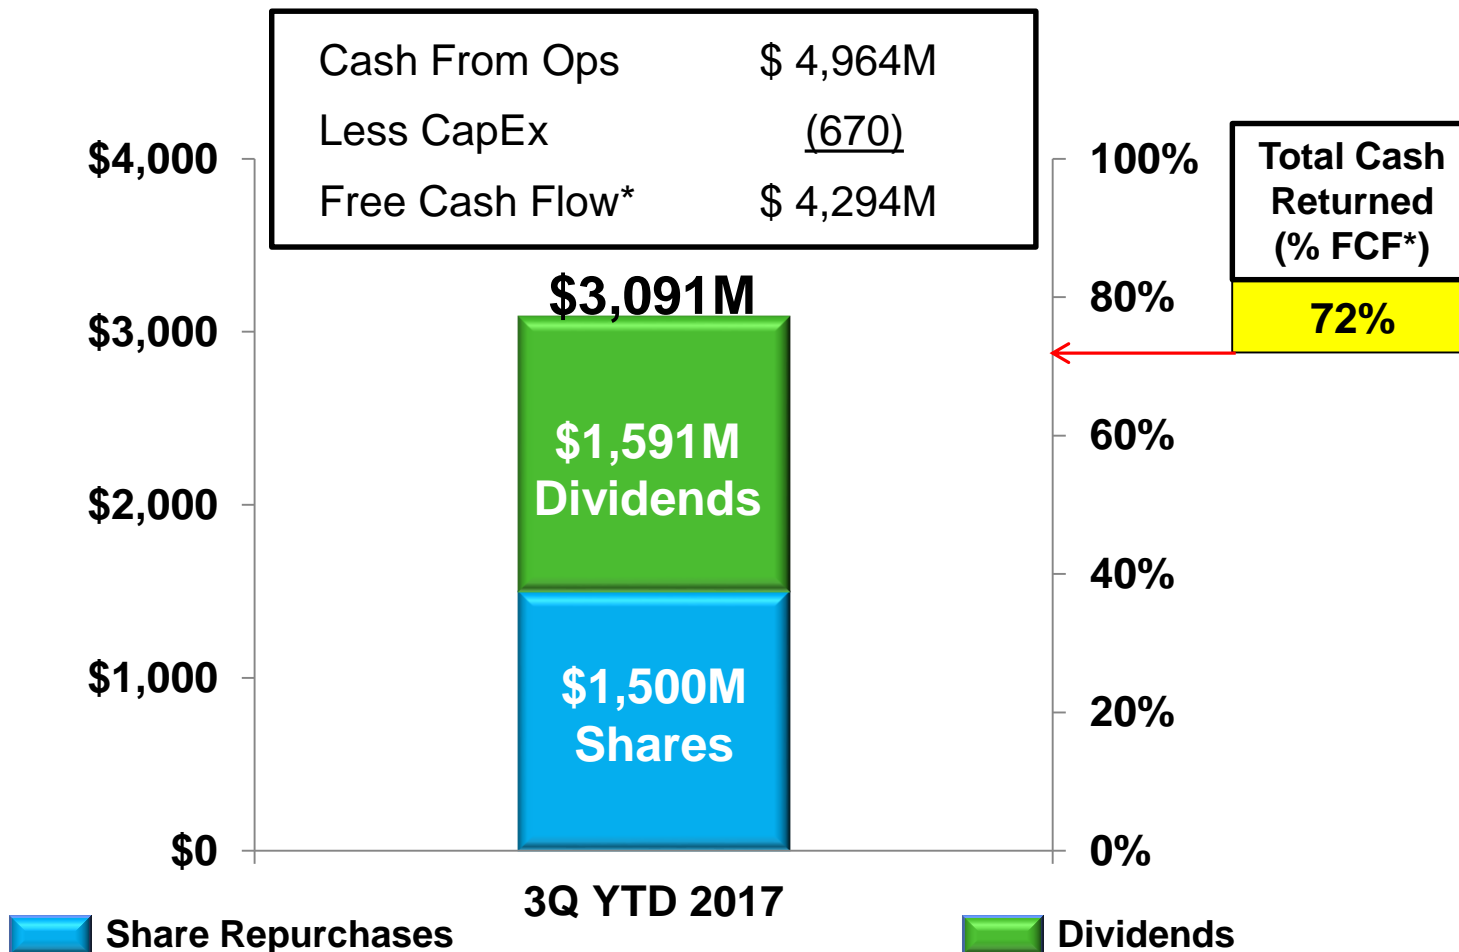 Cash From Ops $ 4,964M
Less CapEx (670)
Free Cash Flow* $ 4,294M
Total Cash
Returned
(% FCF*)
72%
$4,000
$3,000
$2,000
$1,000
$0
$3,091M
$1,591M
Dividends
$1,500M
Shares
100%
80%
60%
40%
20%
0%
3Q YTD 2017
Share Repurchases
Dividends